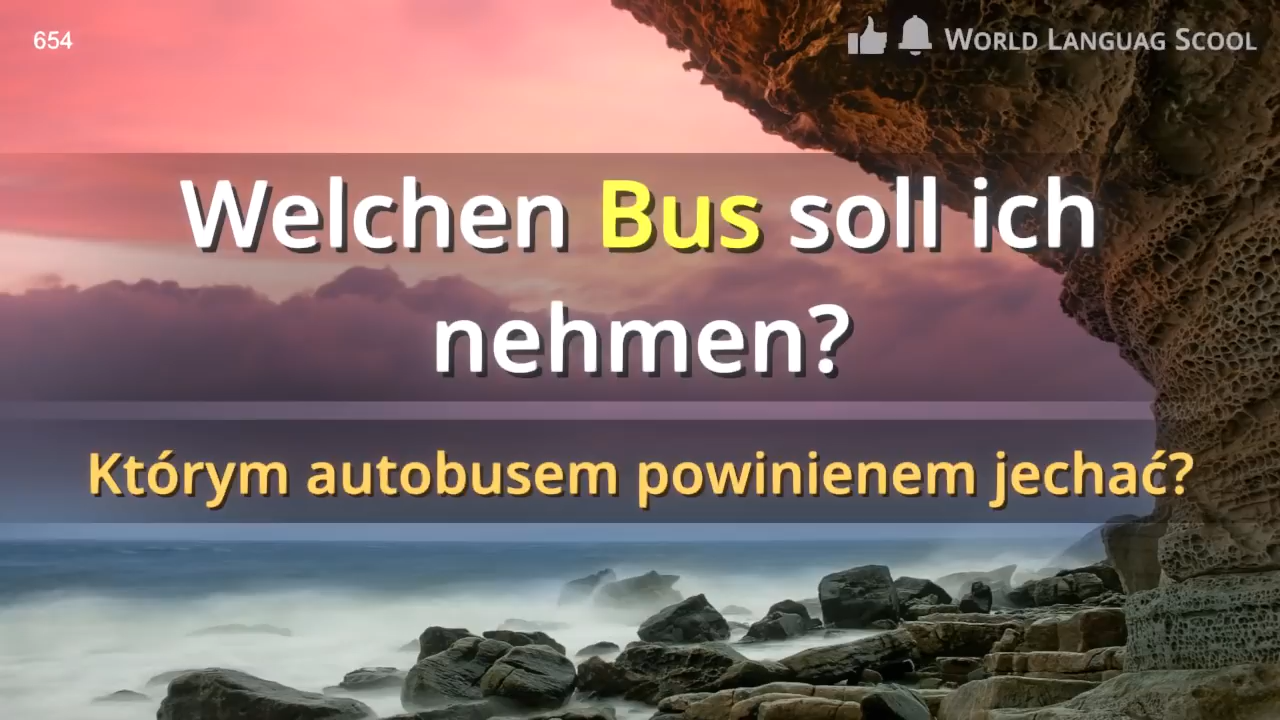 654
World Languag Scool
Welchen Bus soll ich
nehmen?
Którym autobusem powinienem jechać?